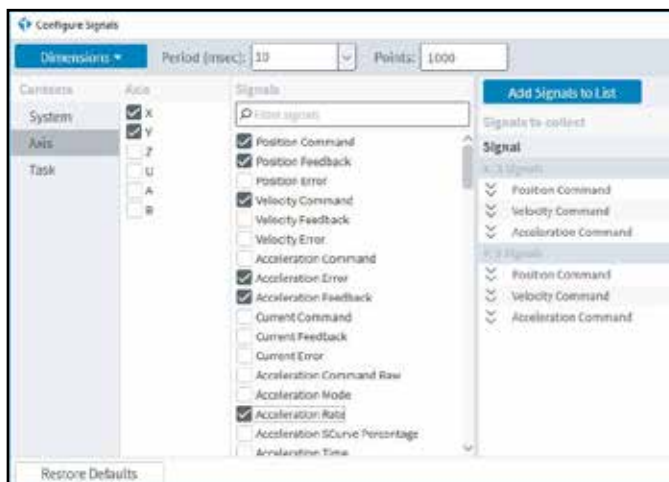 Configure Signals
Dimensions
Period (msec): 10
Points: 1000
Add Signals to List
Contexts
Axis
Signals
System
Axis
Task
X
Y
Z
U
A
B
Filter signals
Position Command
Position Feedback
Position Error
Velocity Command
Velocity Feedback
Velocity Error
Acceleration Command
Acceleration Error
Acceleration Feedback
Current Command
Current Feedback
Current Error
Acceleration Command Raw
Acceleration Mode
Acceleration Rate
Acceleration SCurve Percentage
Acceleration Time
Signals to collect
Signal
Position Command
Velocity Command
Acceleration Command
Position Command
Velocity Command
Acceleration Command
Restore Defaults